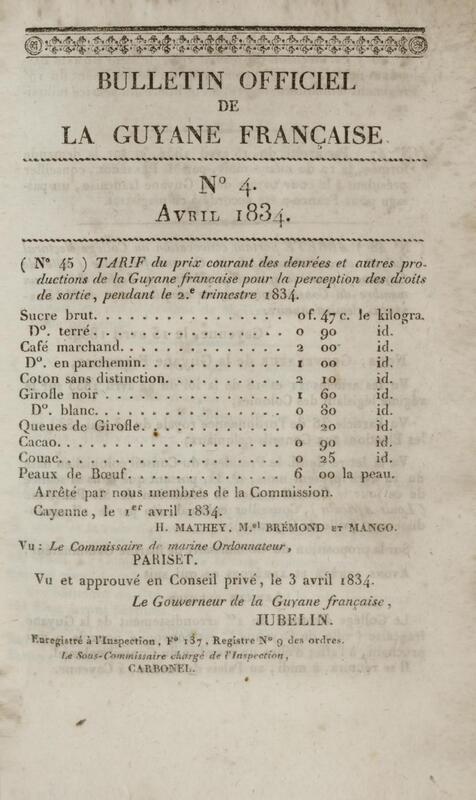 BULLETIN OFFICIEL
DE
LA GUYANE FRANÇAISE.
N° 4.
AVRIL 1834.
( N° 45 ) TARIF du prix courant des denrées et autres pro-
ductions de la Guyane française pour la perception des droits
de sortie, pendant le 2.e trimestre 1834.
Sucre brut. . . . . . . . . . . . . . . . 0 f. 47 c. le kilogra.
D°. terré. . . . . . . . . . . . . . . . 0 90 id.
Café marchand. . . . . . . . . . . . . 2 00 id.
D°. en parchemin. . . . . . . . . . . 1 00 id.
Coton sans distinction. . . . . . . . . 2 10 id.
Girofle noir . . . . . . . . . . . . . . 1 60 id.
D°. blanc. . . . . . . . . . . . . . . 0 80 id.
Queues de Girofle. . . . . . . . . . . 0 20 id.
Cacao. . . . . . . . . . . . . . . . . . 0 90 id.
Couac. . . . . . . . . . . . . . . . . . 0 25 id.
Peaux de Bœuf. . . . . . . . . . . . . 6 00 la peau.
Arrêté par nous membres de la Commission.
Cayenne, le 1er avril 1834.
H. MATHEY, M.el BRÉMOND ET MANGO.
Vu : Le Commissaire de marine Ordonnateur,
PARISET.
Vu et approuvé en Conseil privé, le 3 avril 1834.
Le Gouverneur de la Guyane française,
JUBELIN.
Enregistré à l'Inspection, F° 137, Registre N° 9 des ordres.
Le Sous-Commissaire chargé de l'Inspection,
CARBONEL.